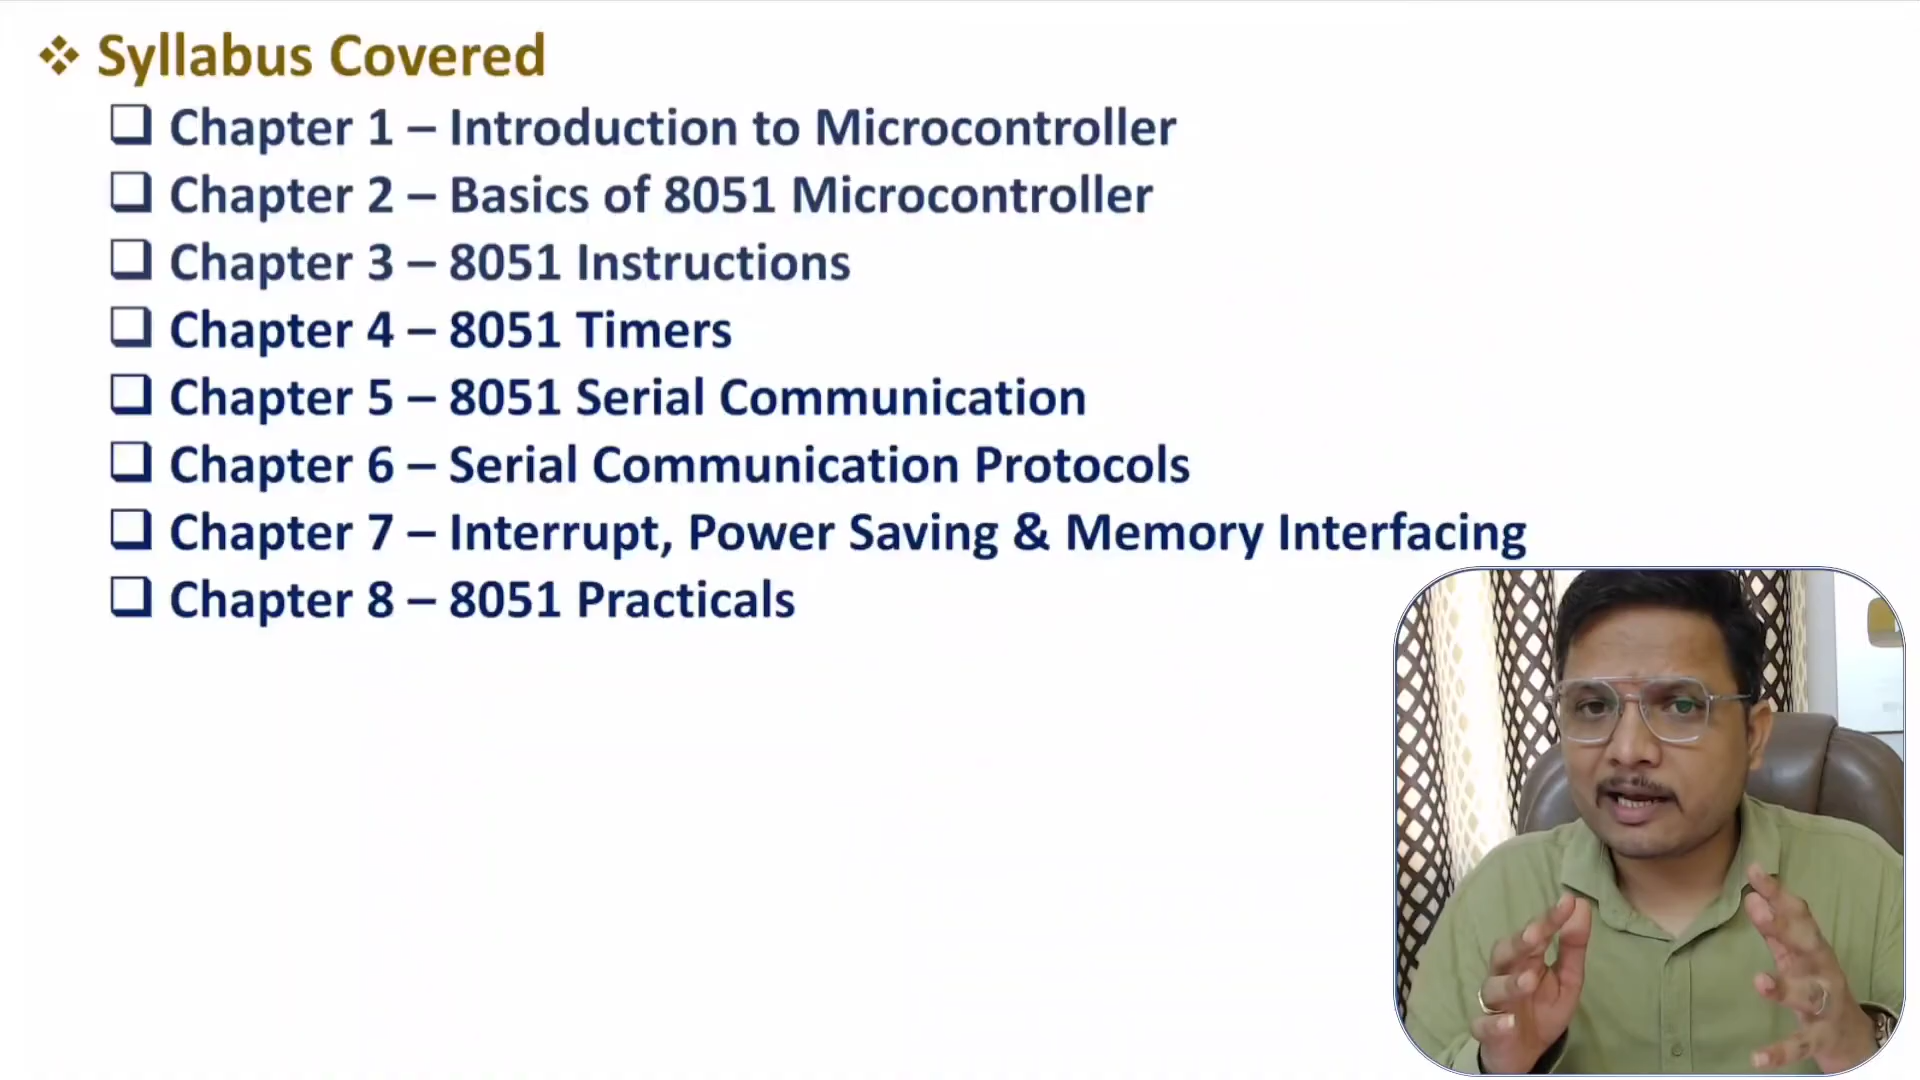 Syllabus Covered
Chapter 1 – Introduction to Microcontroller
Chapter 2 – Basics of 8051 Microcontroller
Chapter 3 – 8051 Instructions
Chapter 4 – 8051 Timers
Chapter 5 – 8051 Serial Communication
Chapter 6 – Serial Communication Protocols
Chapter 7 – Interrupt, Power Saving & Memory Interfacing
Chapter 8 – 8051 Practicals